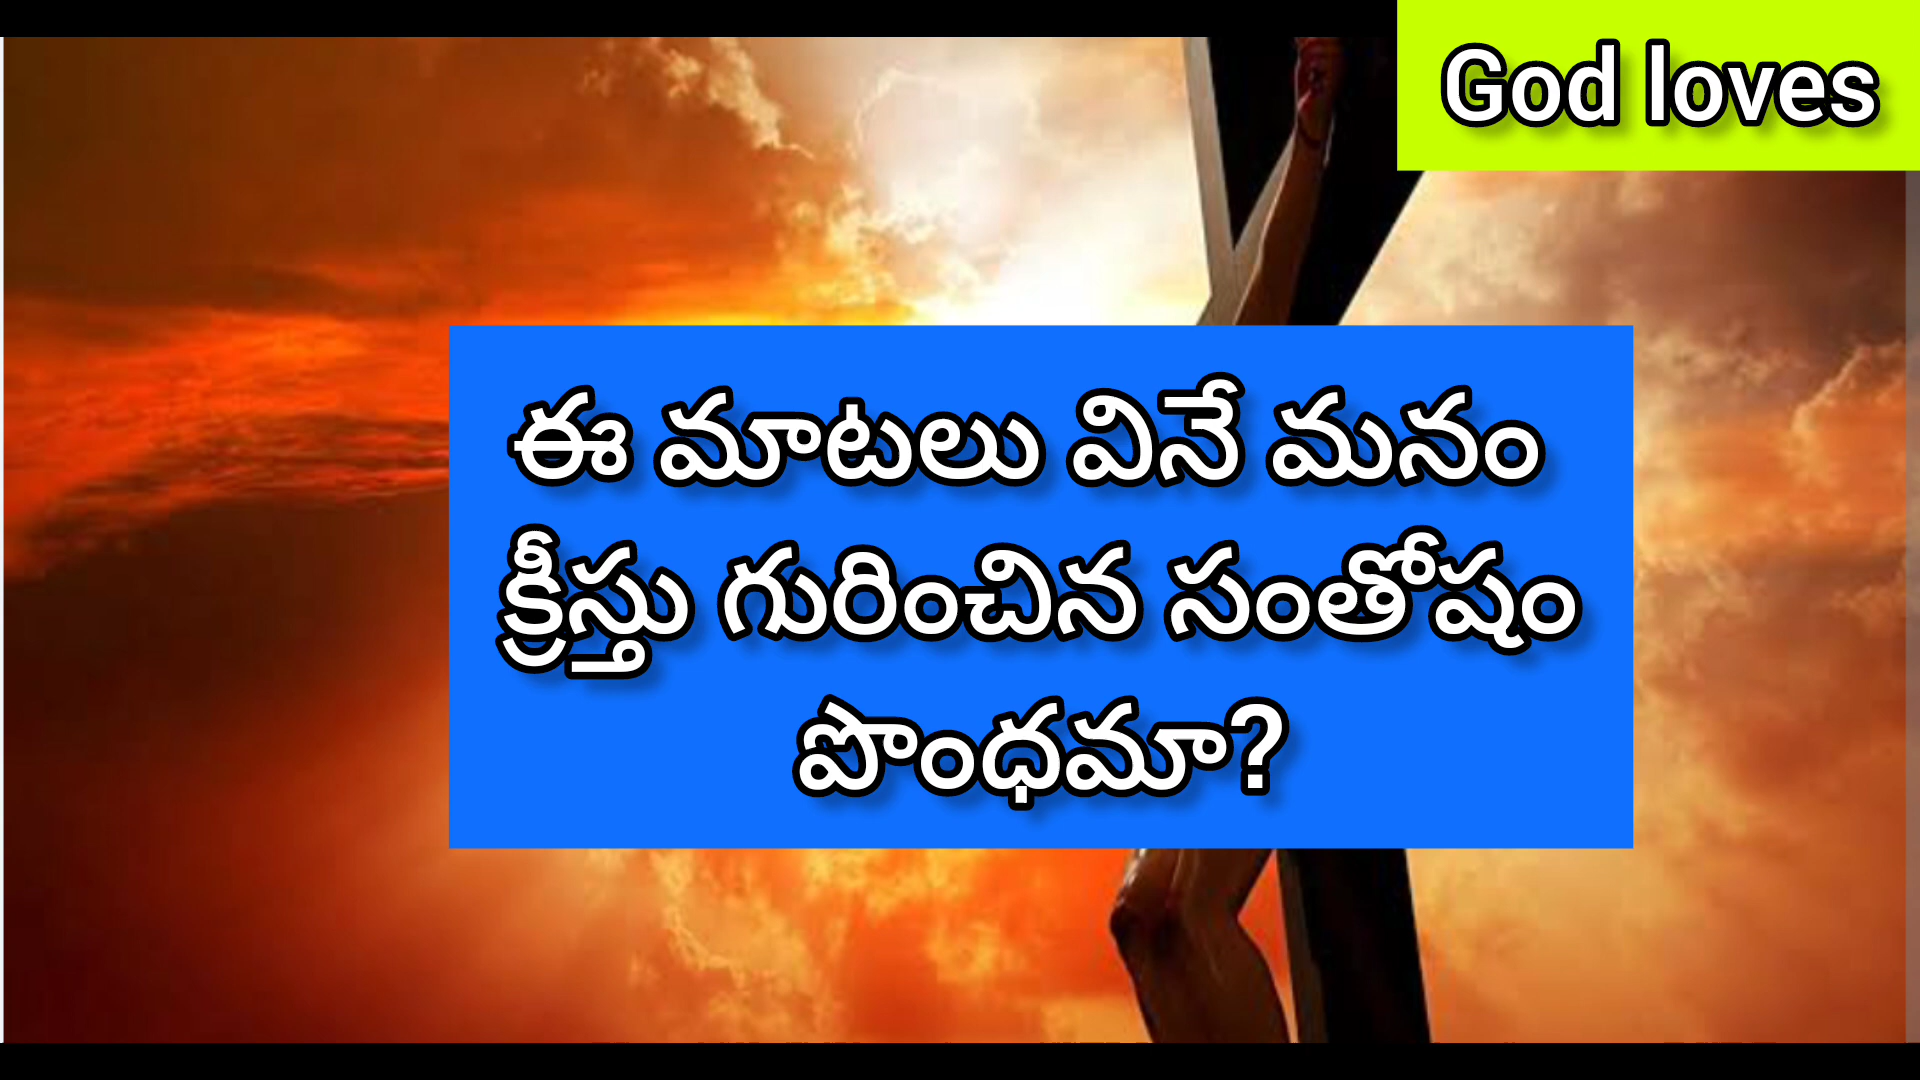 God loves
ఈ మాటలు వినే మనం
క్రీస్తు గురించిన సంతోషం
పొంధమా?